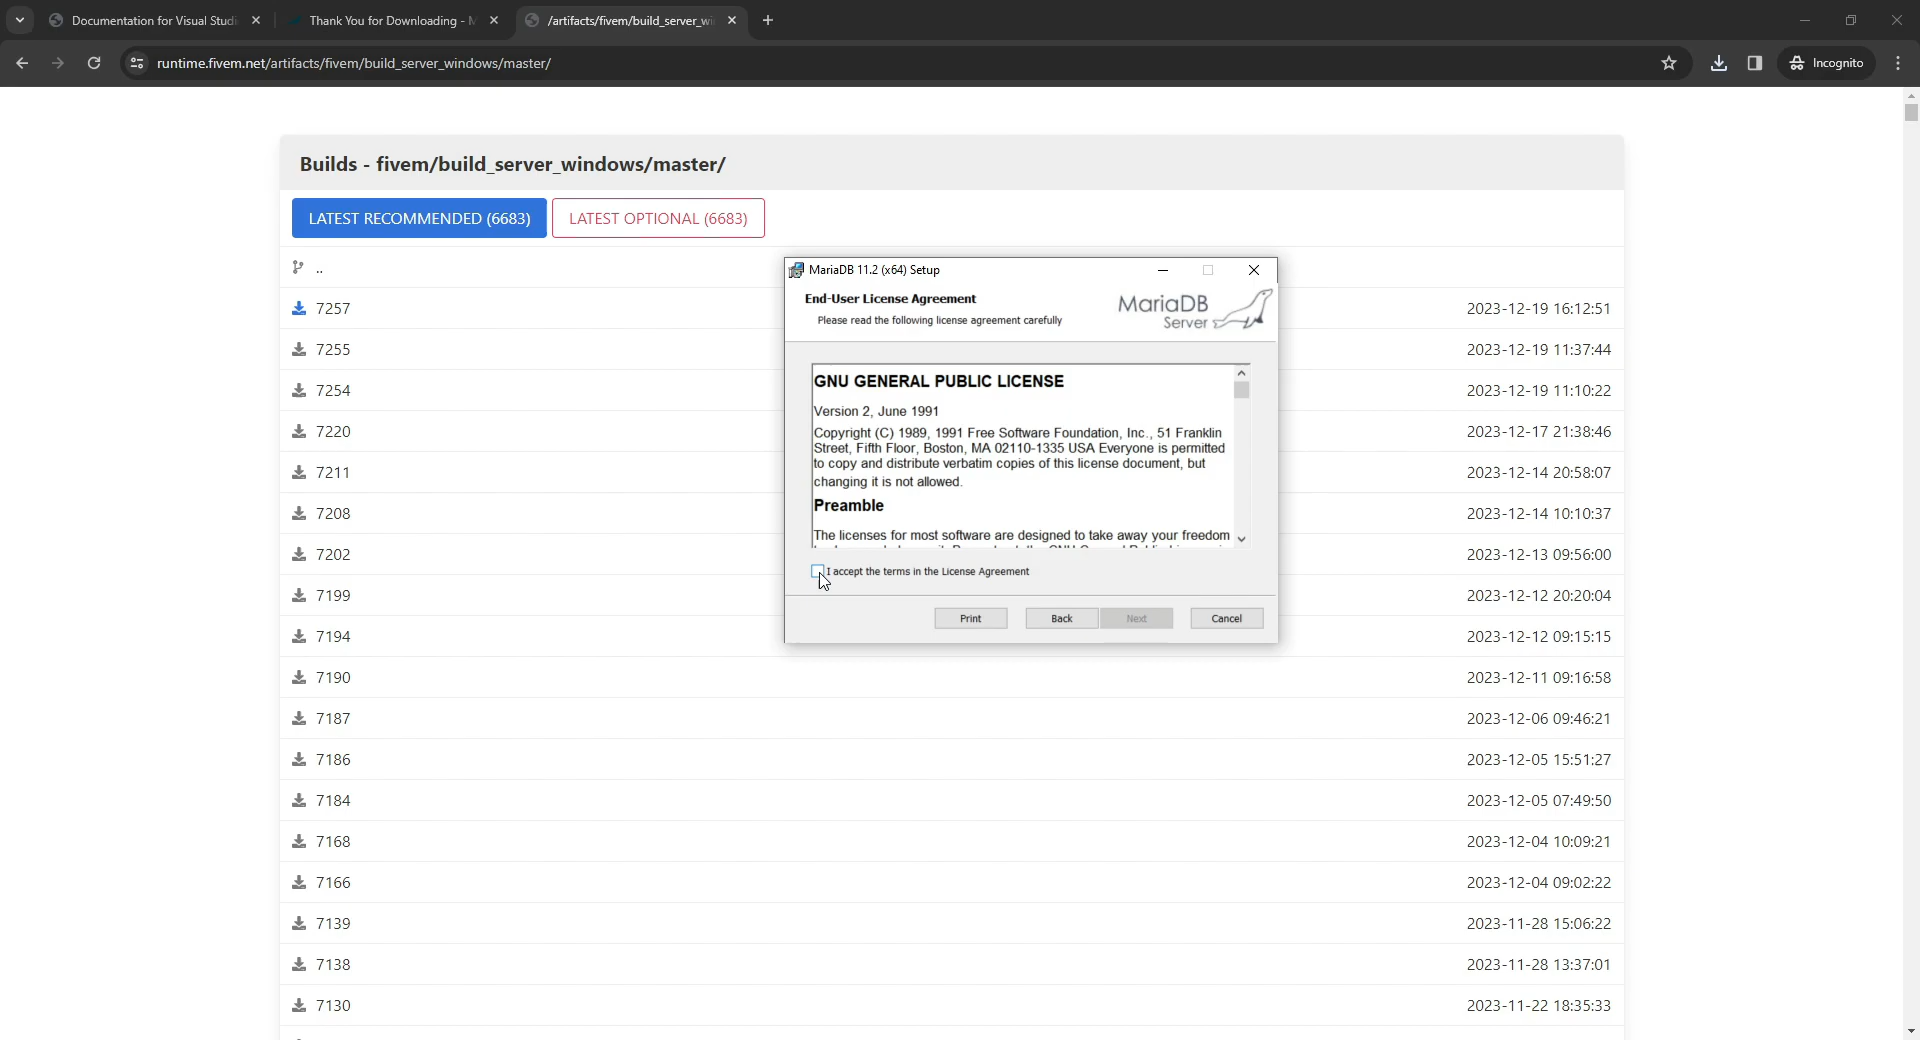 Documentation for Visual Studi
Thank You for Downloading - M
/artifacts/fivem/build_server_wi
runtime.fivem.net/artifacts/fivem/build_server_windows/master/
Incognito
Builds - fivem/build_server_windows/master/
LATEST RECOMMENDED (6683)
LATEST OPTIONAL (6683)
..
7257 2023-12-19 16:12:51
7255 2023-12-19 11:37:44
7254 2023-12-19 11:10:22
7220 2023-12-17 21:38:46
7211 2023-12-14 20:58:07
7208 2023-12-14 10:10:37
7202 2023-12-13 09:56:00
7199 2023-12-12 20:20:04
7194 2023-12-12 09:15:15
7190 2023-12-11 09:16:58
7187 2023-12-06 09:46:21
7186 2023-12-05 15:51:27
7184 2023-12-05 07:49:50
7168 2023-12-04 10:09:21
7166 2023-12-04 09:02:22
7139 2023-11-28 15:06:22
7138 2023-11-28 13:37:01
7130 2023-11-22 18:35:33
MariaDB 11.2 (x64) Setup
End-User License Agreement
Please read the following license agreement carefully
MariaDB
Server
GNU GENERAL PUBLIC LICENSE
Version 2, June 1991
Copyright (C) 1989, 1991 Free Software Foundation, Inc., 51 Franklin
Street, Fifth Floor, Boston, MA 02110-1335 USA Everyone is permitted
to copy and distribute verbatim copies of this license document, but
changing it is not allowed.
Preamble
The licenses for most software are designed to take away your freedom
I accept the terms in the License Agreement
Print
Back
Next
Cancel